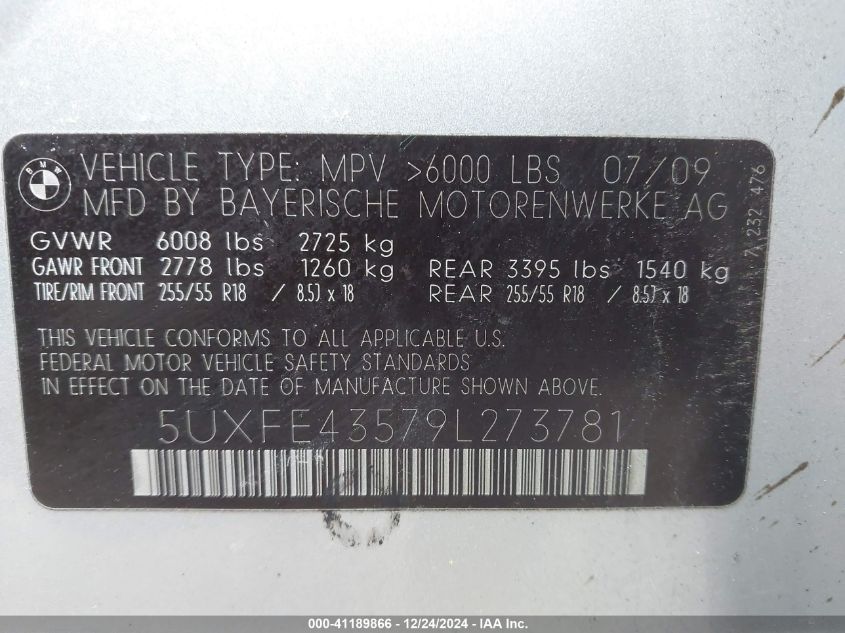 BMW
VEHICLE TYPE: MPV >6000 LBS 07/09
MFD BY BAYERISCHE MOTORENWERKE AG
GVWR 6008 lbs 2725 kg
GAWR FRONT 2778 lbs 1260 kg REAR 3395 lbs 1540 kg
TIRE/RIM FRONT 255/55 R18 / 8.5J x 18 REAR 255/55 R18 / 8.5J x 18
THIS VEHICLE CONFORMS TO ALL APPLICABLE U.S.
FEDERAL MOTOR VEHICLE SAFETY STANDARDS
IN EFFECT ON THE DATE OF MANUFACTURE SHOWN ABOVE.
5UXFE43579L273781
7 232 476
000-41189866 - 12/24/2024 - IAA Inc.